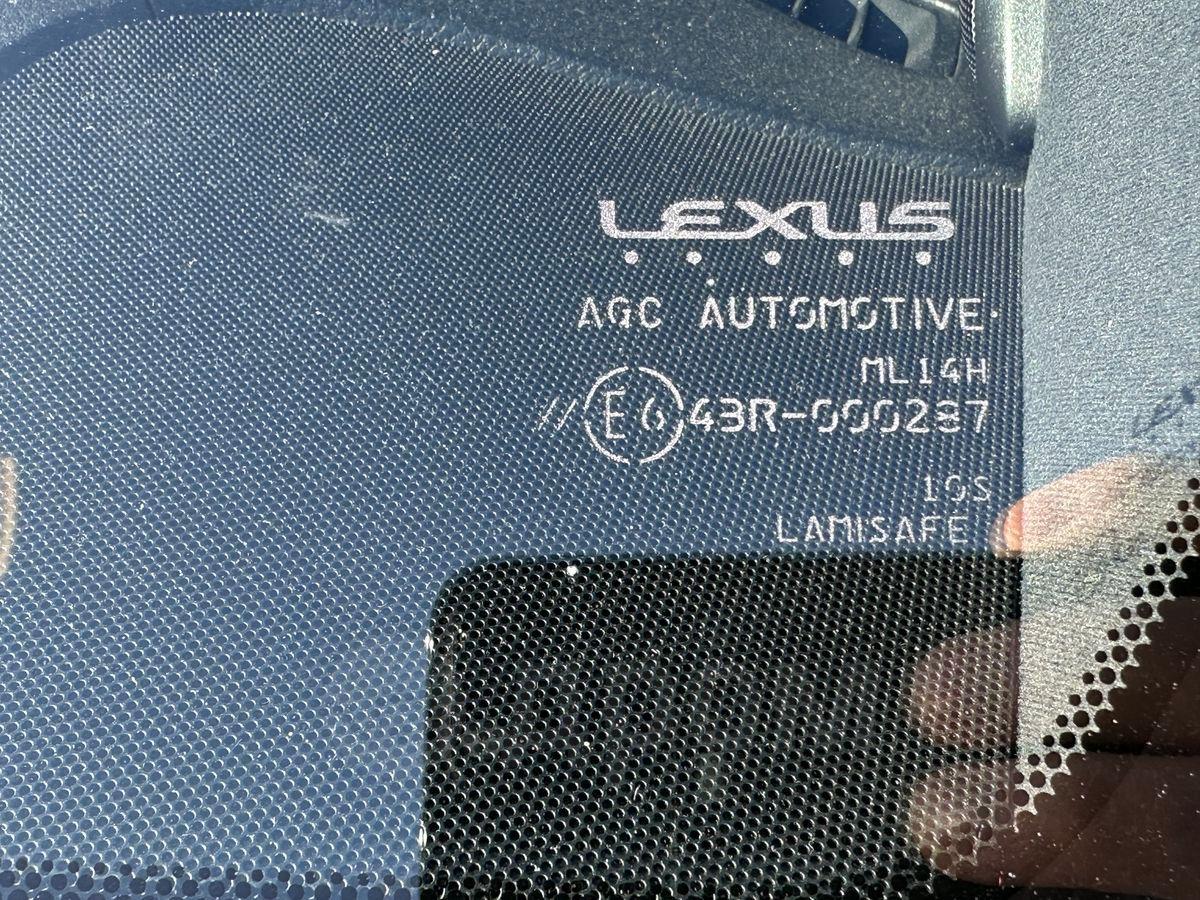 LEXUS
AGC AUTOMOTIVE
ML14H
// E6 43R-000287
10S
LAMISAFE